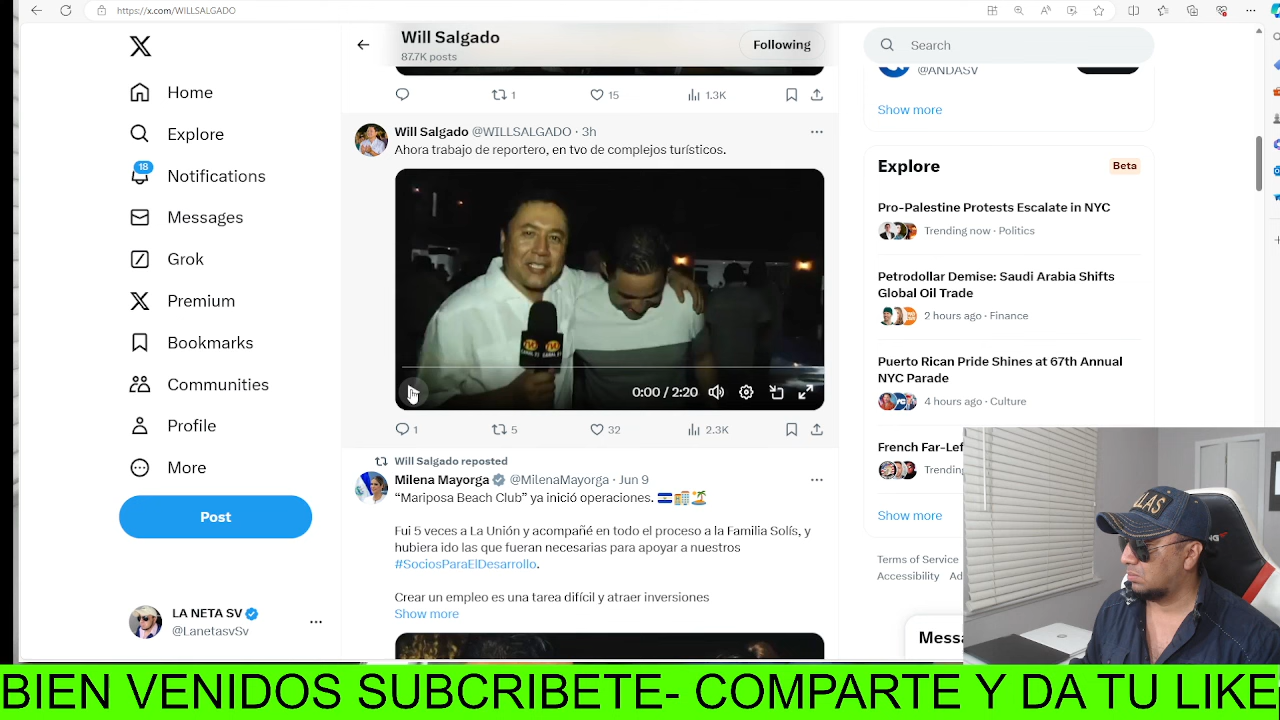 https://x.com/WILLSALGADO
Will Salgado
87.7K posts
Following
Search
@ANDASV
Show more
Home
Explore
18
Notifications
Messages
Grok
Premium
Bookmarks
Communities
Profile
More
Post
LA NETA SV
@LanetasvSv
1
15
1.3K
Will Salgado @WILLSALGADO · 3h
Ahora trabajo de reportero, en tvo de complejos turísticos.
0:00 / 2:20
1
5
32
2.3K
Will Salgado reposted
Milena Mayorga @MilenaMayorga · Jun 9
“Mariposa Beach Club” ya inició operaciones.
Fui 5 veces a La Unión y acompañé en todo el proceso a la Familia Solís, y
hubiera ido las que fueran necesarias para apoyar a nuestros
#SociosParaElDesarrollo.
Crear un empleo es una tarea difícil y atraer inversiones
Show more
Explore
Beta
Pro-Palestine Protests Escalate in NYC
Trending now · Politics
Petrodollar Demise: Saudi Arabia Shifts
Global Oil Trade
2 hours ago · Finance
Puerto Rican Pride Shines at 67th Annual
NYC Parade
4 hours ago · Culture
French Far-Lef
Trending
Show more
Terms of Service
Accessibility Ad
Messa
BIEN VENIDOS SUBCRIBETE- COMPARTE Y DA TU LIKE